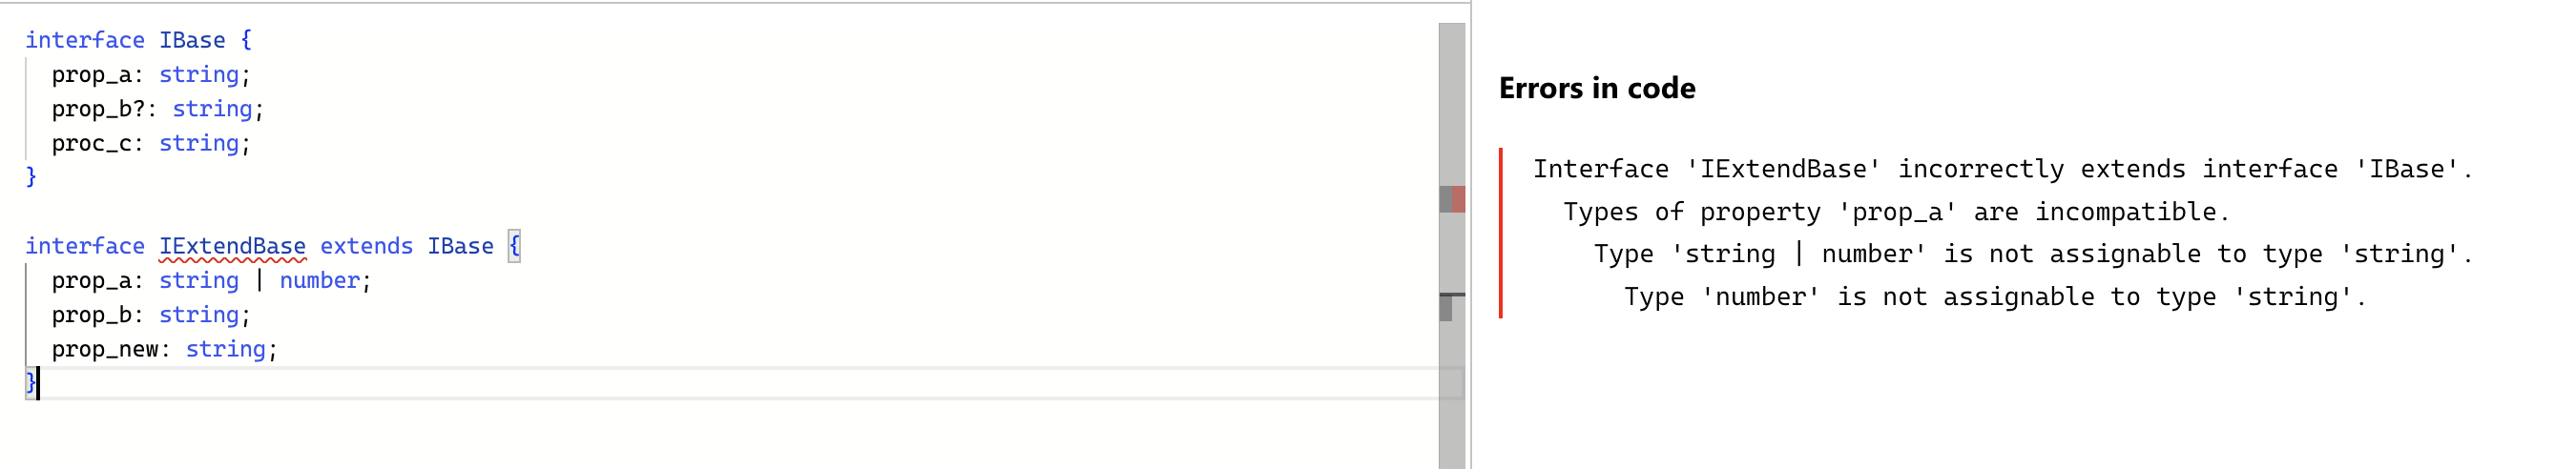 interface IBase {
  prop_a: string;
  prop_b?: string;
  proc_c: string;
}
interface IExtendBase extends IBase {
  prop_a: string | number;
  prop_b: string;
  prop_new: string;
}
Errors in code
Interface 'IExtendBase' incorrectly extends interface 'IBase'.
  Types of property 'prop_a' are incompatible.
    Type 'string | number' is not assignable to type 'string'.
      Type 'number' is not assignable to type 'string'.